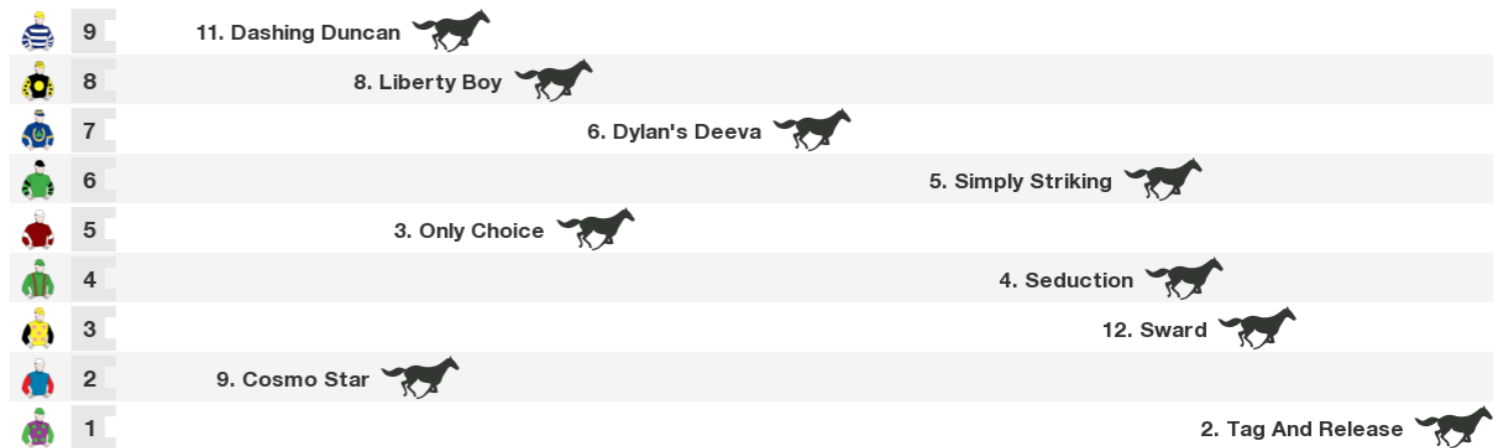 9 11. Dashing Duncan
8 8. Liberty Boy
7 6. Dylan's Deeva
6 5. Simply Striking
5 3. Only Choice
4 4. Seduction
3 12. Sward
2 9. Cosmo Star
1 2. Tag And Release